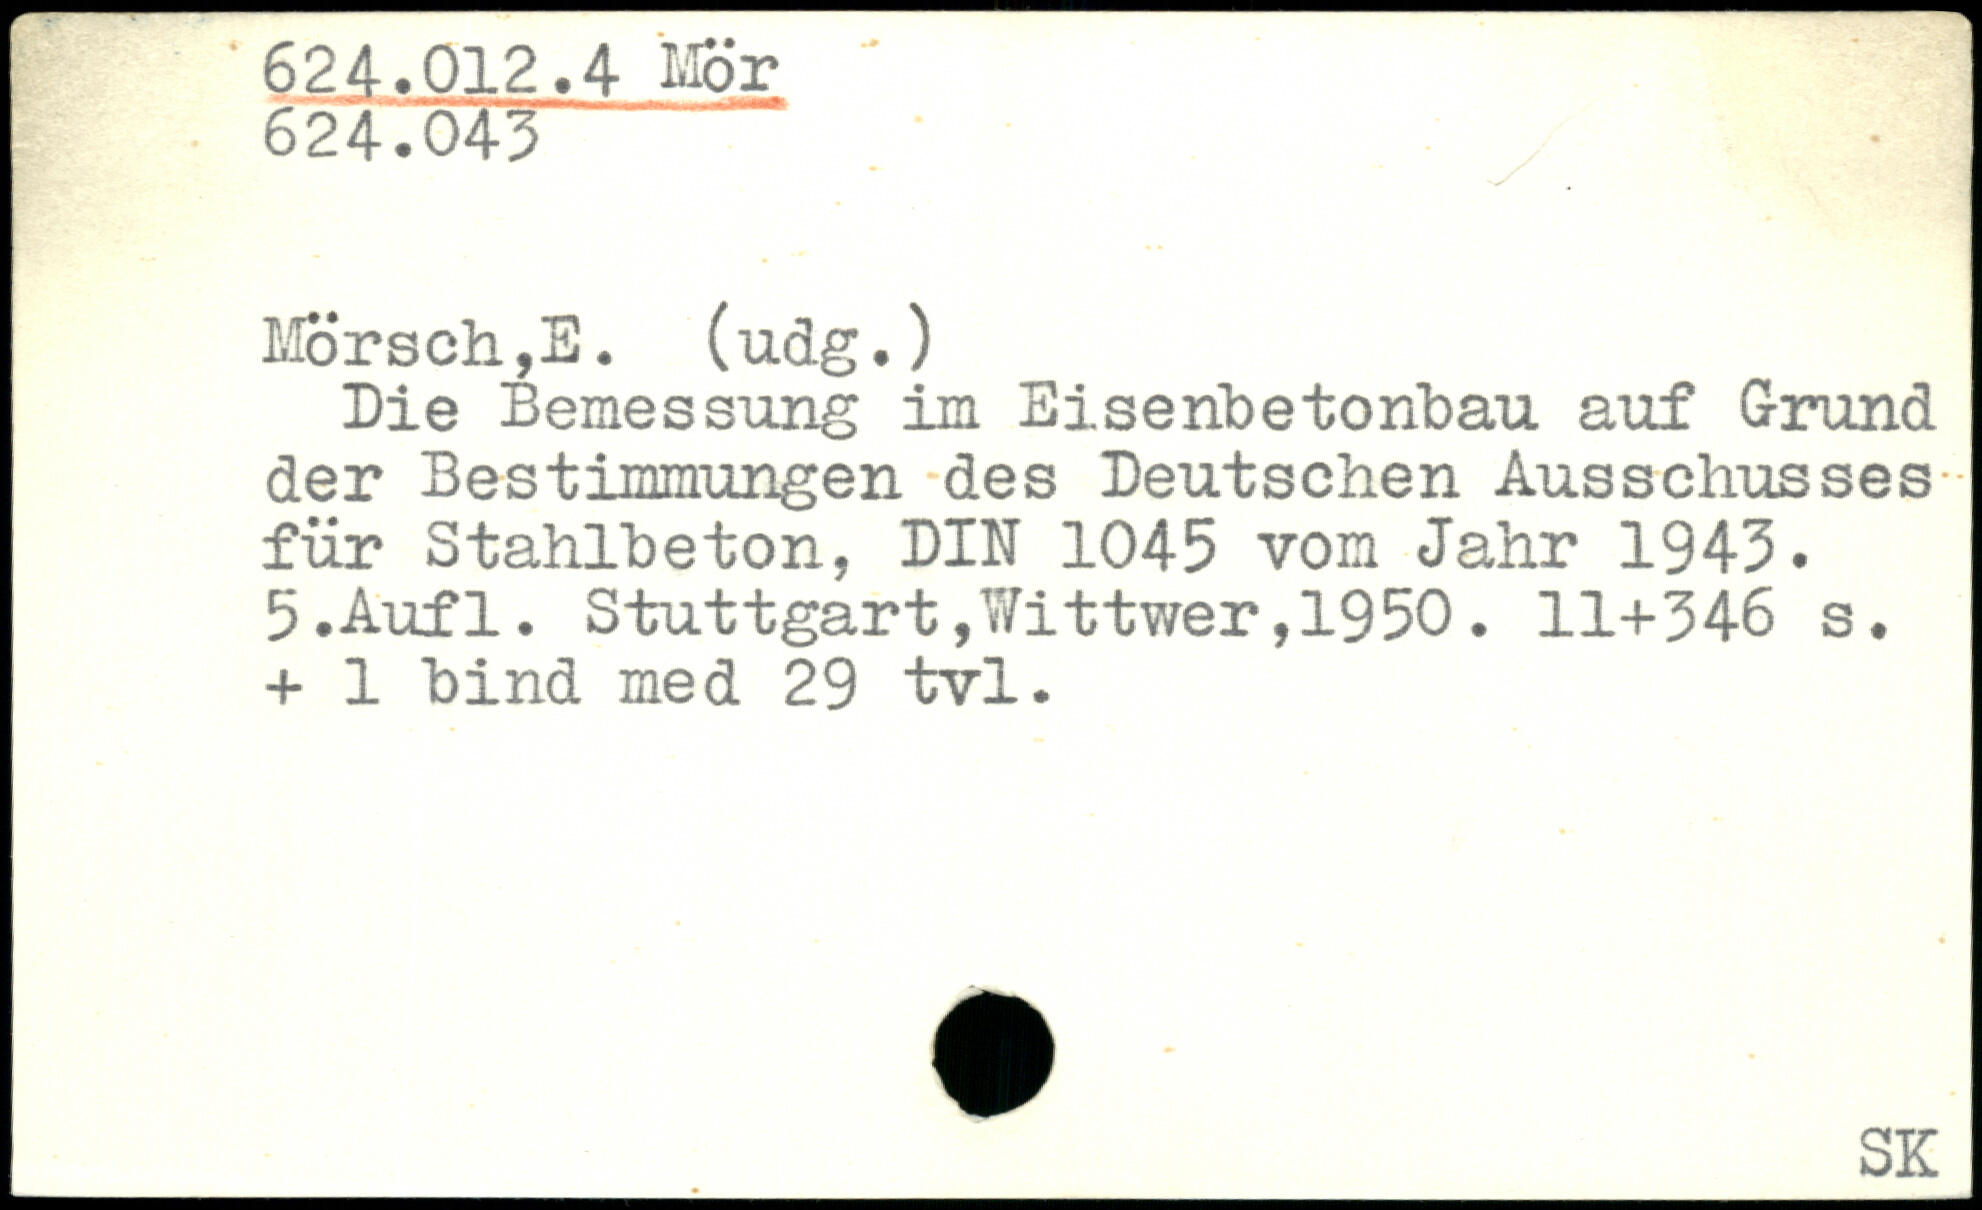 624.012.4 Mör
624.043
Mörsch,E. (udg.)
Die Bemessung im Eisenbetonbau auf Grund
der Bestimmungen des Deutschen Ausschusses
für Stahlbeton, DIN 1045 vom Jahr 1943.
5.Aufl. Stuttgart,Wittwer,1950. 11+346 s.
+ 1 bind med 29 tvl.
SK